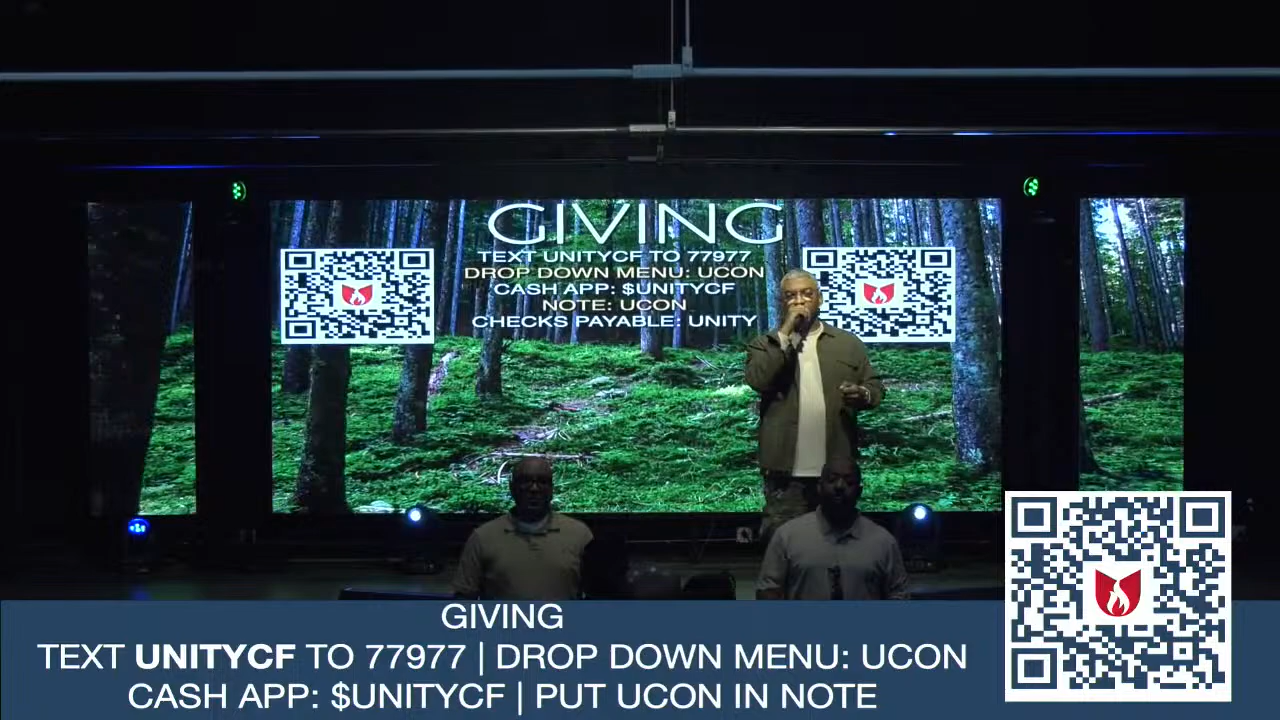 GIVING
TEXT UNITYCF TO 77977
DROP DOWN MENU: UCON
CASH APP: $UNITYCF
NOTE: UCON
CHECKS PAYABLE: UNITY
GIVING
TEXT UNITYCF TO 77977 | DROP DOWN MENU: UCON
CASH APP: $UNITYCF | PUT UCON IN NOTE